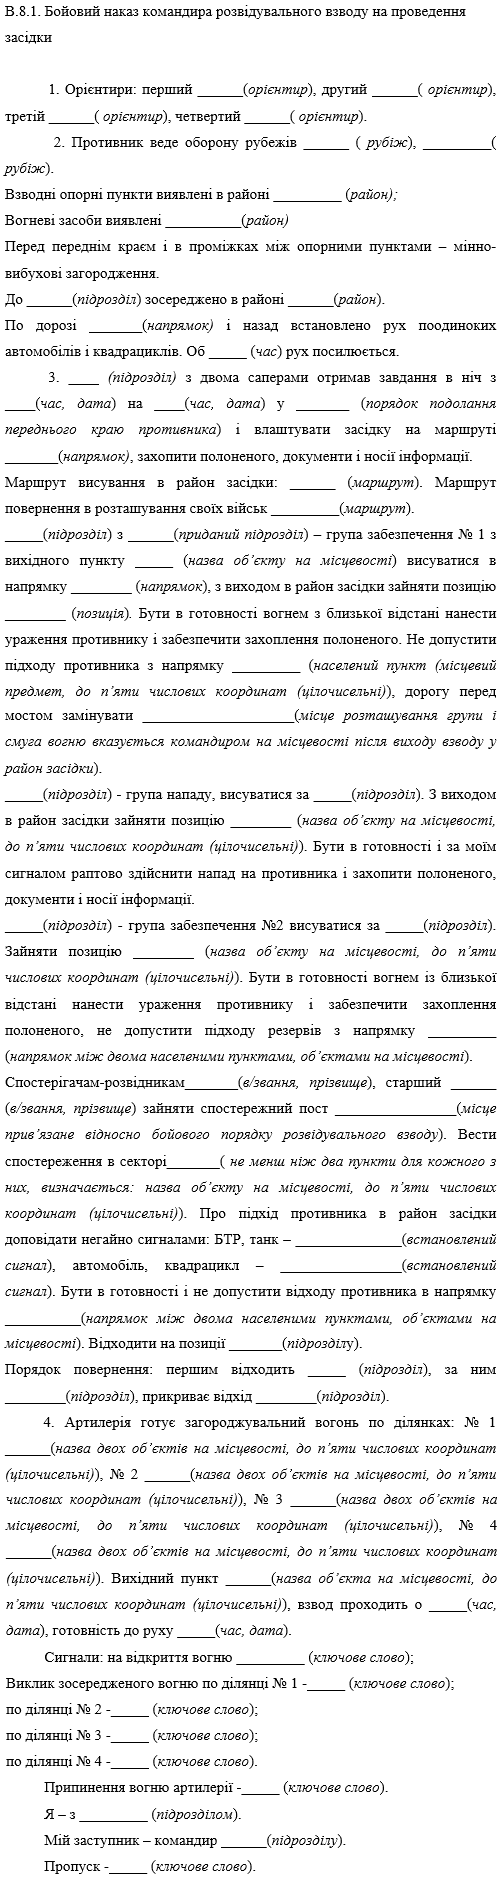 В.8.1. Бойовий наказ командира розвідувального взводу на проведення
засідки
1. Орієнтири: перший ______(орієнтир), другий ______( орієнтир),
третій ______( орієнтир), четвертий ______( орієнтир).
2. Противник веде оборону рубежів ______ ( рубіж), _________(
рубіж).
Взводні опорні пункти виявлені в районі _________ (район);
Вогневі засоби виявлені __________(район)
Перед переднім краєм і в проміжках між опорними пунктами – мінно-
вибухові загородження.
До ______(підрозділ) зосереджено в районі ______(район).
По дорозі _______(напрямок) і назад встановлено рух поодиноких
автомобілів і квадрациклів. Об _____ (час) рух посилюється.
3. ____ (підрозділ) з двома саперами отримав завдання в ніч з
____(час, дата) на ____(час, дата) у _______ (порядок подолання
переднього краю противника) і влаштувати засідку на маршруті
_______(напрямок), захопити полоненого, документи і носії інформації.
Маршрут висування в район засідки: ______ (маршрут). Маршрут
повернення в розташування своїх військ _________(маршрут).
_____(підрозділ) з ______(приданий підрозділ) – група забезпечення № 1 з
вихідного пункту _____ (назва об’єкту на місцевості) висуватися в
напрямку ________ (напрямок), з виходом в район засідки зайняти позицію
________ (позиція). Бути в готовності вогнем з близької відстані нанести
ураження противнику і забезпечити захоплення полоненого. Не допустити
підходу противника з напрямку _________ (населений пункт (місцевий
предмет, до п’яти числових координат (цілочисельні)), дорогу перед
мостом замінувати ____________________(місце розташування групи і
смуга вогню вказується командиром на місцевості після виходу взводу у
район засідки).
_____(підрозділ) - група нападу, висуватися за _____(підрозділ). З виходом
в район засідки зайняти позицію ________ (назва об’єкту на місцевості,
до п’яти числових координат (цілочисельні)). Бути в готовності і за моїм
сигналом раптово здійснити напад на противника і захопити полоненого,
документи і носії інформації.
_____(підрозділ) - група забезпечення №2 висуватися за _____(підрозділ).
Зайняти позицію ________ (назва об’єкту на місцевості, до п’яти
числових координат (цілочисельні)). Бути в готовності вогнем із близької
відстані нанести ураження противнику і забезпечити захоплення
полоненого, не допустити підходу резервів з напрямку _________
(напрямок між двома населеними пунктами, об’єктами на місцевості).
Спостерігачам-розвідникам_______(в/звання, прізвище), старший ______
(в/звання, прізвище) зайняти спостережний пост ________________(місце
прив’язане відносно бойового порядку розвідувального взводу). Вести
спостереження в секторі_______( не менш ніж два пункти для кожного з
них, визначається: назва об’єкту на місцевості, до п’яти числових
координат (цілочисельні)). Про підхід противника в район засідки
доповідати негайно сигналами: БТР, танк – ______________(встановлений
сигнал), автомобіль, квадрацикл – ________________(встановлений
сигнал). Бути в готовності і не допустити відходу противника в напрямку
__________(напрямок між двома населеними пунктами, об’єктами на
місцевості). Відходити на позиції _______(підрозділу).
Порядок повернення: першим відходить _____ (підрозділ), за ним
________(підрозділ), прикриває відхід ________(підрозділ).
4. Артилерія готує загороджувальний вогонь по ділянках: № 1
______(назва двох об’єктів на місцевості, до п’яти числових координат
(цілочисельні)), № 2 ______(назва двох об’єктів на місцевості, до п’яти
числових координат (цілочисельні)), № 3 ______(назва двох об’єктів на
місцевості, до п’яти числових координат (цілочисельні)), № 4
______(назва двох об’єктів на місцевості, до п’яти числових координат
(цілочисельні)). Вихідний пункт ______(назва об’єкта на місцевості, до
п’яти числових координат (цілочисельні)), взвод проходить о _____(час,
дата), готовність до руху _____(час, дата).
Сигнали: на відкриття вогню _________ (ключове слово);
Виклик зосередженого вогню по ділянці № 1 -_____ (ключове слово);
по ділянці № 2 -_____ (ключове слово);
по ділянці № 3 -_____ (ключове слово);
по ділянці № 4 -_____ (ключове слово).
Припинення вогню артилерії -_____ (ключове слово).
Я – з _________ (підрозділом).
Мій заступник – командир ______(підрозділу).
Пропуск -_____ (ключове слово).